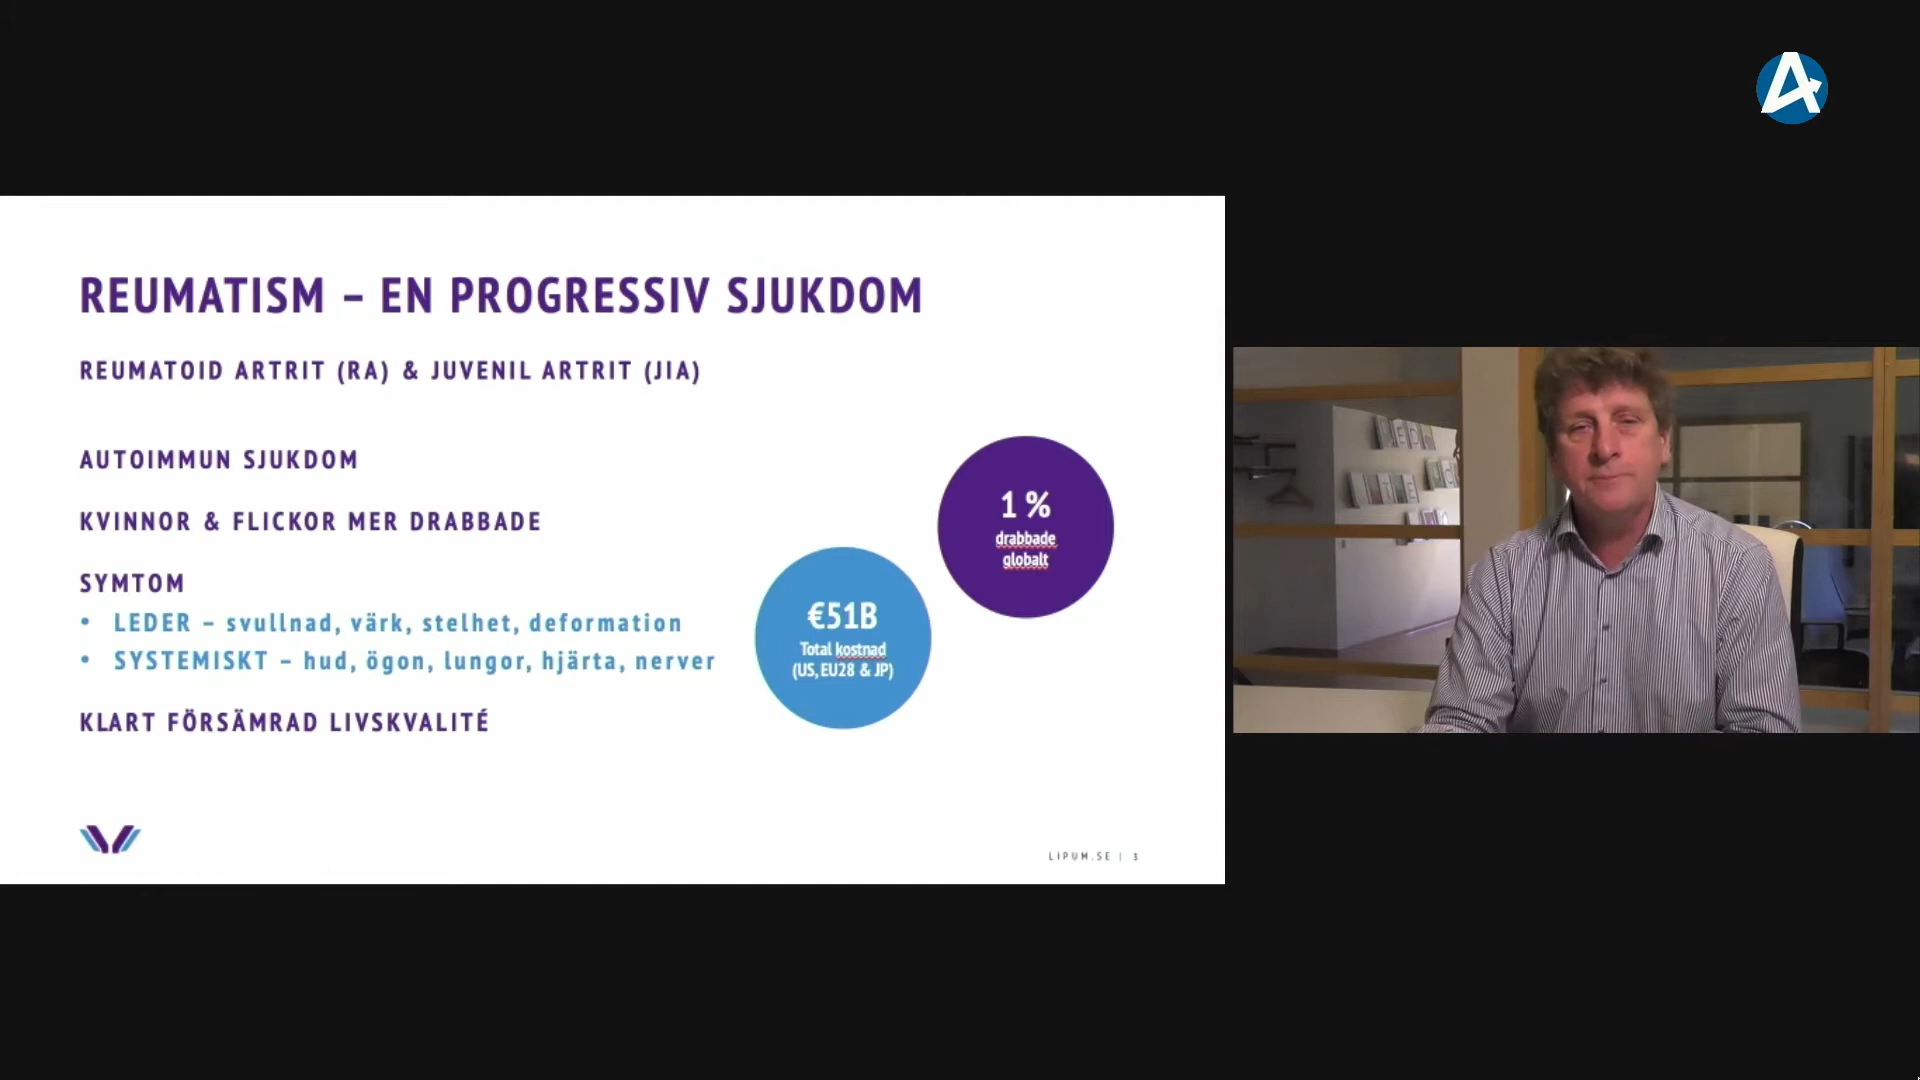 REUMATISM – EN PROGRESSIV SJUKDOM
REUMATOID ARTRIT (RA) & JUVENIL ARTRIT (JIA)
AUTOIMMUN SJUKDOM
KVINNOR & FLICKOR MER DRABBADE
SYMTOM
• LEDER – svullnad, värk, stelhet, deformation
• SYSTEMISKT – hud, ögon, lungor, hjärta, nerver
KLART FÖRSÄMRAD LIVSKVALITÉ
1 %
drabbade
globalt
€51B
Total kostnad
(US, EU28 & JP)
LIPUM.SE | 3